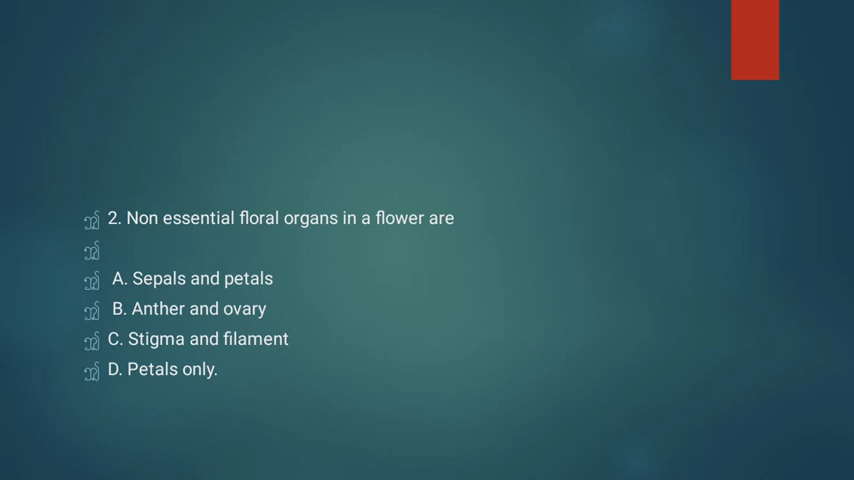 2. Non essential floral organs in a flower are
A. Sepals and petals
B. Anther and ovary
C. Stigma and filament
D. Petals only.